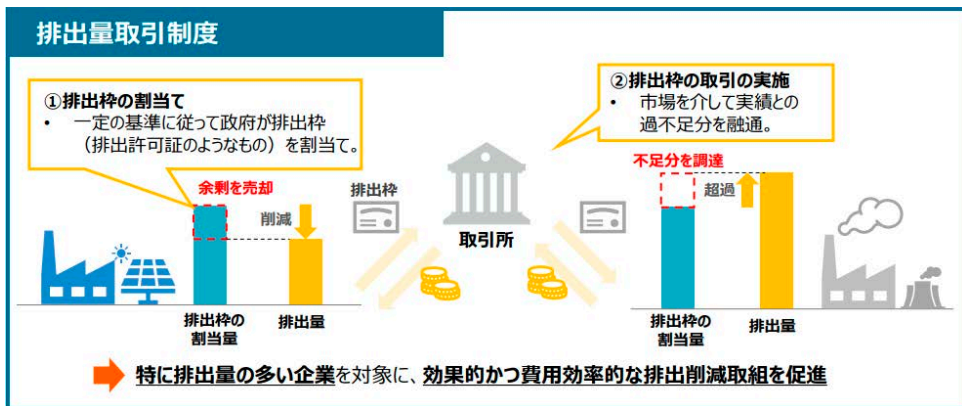 排出量取引制度
①排出枠の割当て
• 一定の基準に従って政府が排出枠
（排出許可証のようなもの）を割当て。
②排出枠の取引の実施
• 市場を介して実績との
過不足分を融通。
余剰を売却
削減
排出枠
取引所
不足分を調達
超過
排出枠の
割当量
排出量
排出枠の
割当量
排出量
特に排出量の多い企業を対象に、効果的かつ費用効率的な排出削減取組を促進